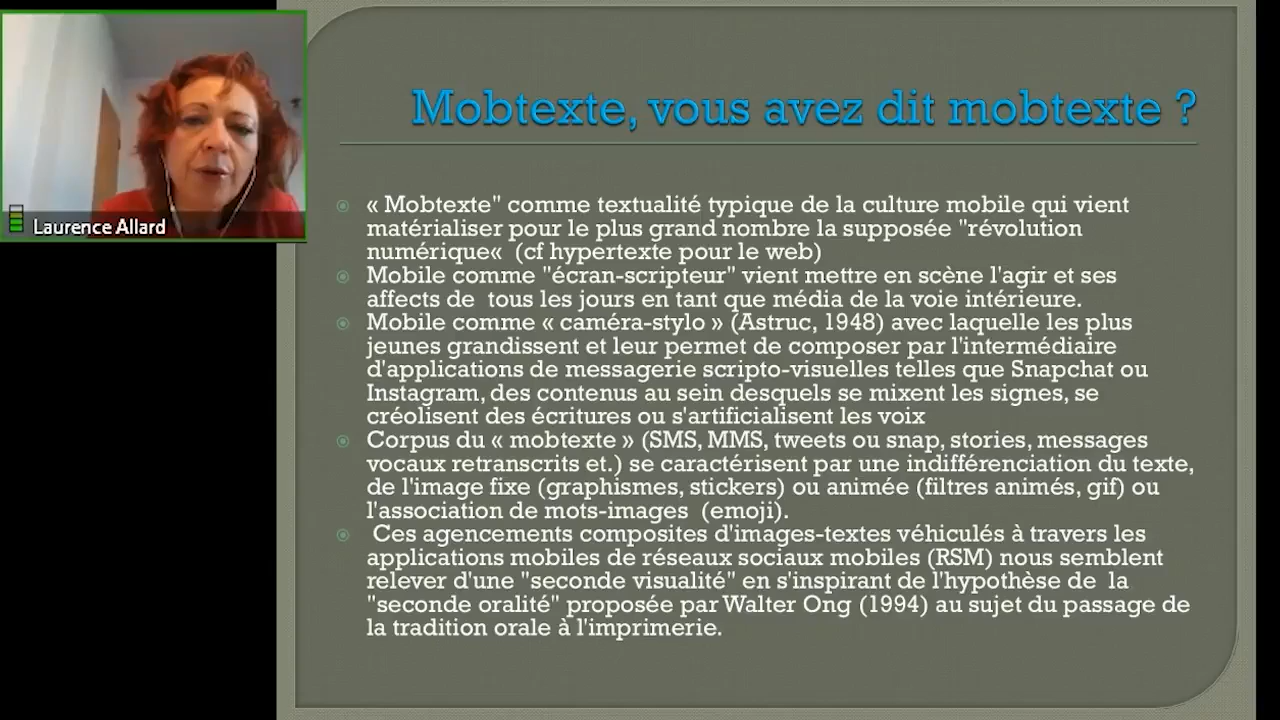 Laurence Allard
Mobtexte, vous avez dit mobtexte ?
« Mobtexte" comme textualité typique de la culture mobile qui vient
matérialiser pour le plus grand nombre la supposée "révolution
numérique« (cf hypertexte pour le web)
Mobile comme "écran-scripteur" vient mettre en scène l'agir et ses
affects de tous les jours en tant que média de la voie intérieure.
Mobile comme « caméra-stylo » (Astruc, 1948) avec laquelle les plus
jeunes grandissent et leur permet de composer par l'intermédiaire
d'applications de messagerie scripto-visuelles telles que Snapchat ou
Instagram, des contenus au sein desquels se mixent les signes, se
créolisent des écritures ou s'artificialisent les voix
Corpus du « mobtexte » (SMS, MMS, tweets ou snap, stories, messages
vocaux retranscrits et.) se caractérisent par une indifférenciation du texte,
de l'image fixe (graphismes, stickers) ou animée (filtres animés, gif) ou
l'association de mots-images (emoji).
Ces agencements composites d'images-textes véhiculés à travers les
applications mobiles de réseaux sociaux mobiles (RSM) nous semblent
relever d'une "seconde visualité" en s'inspirant de l'hypothèse de la
"seconde oralité" proposée par Walter Ong (1994) au sujet du passage de
la tradition orale à l'imprimerie.